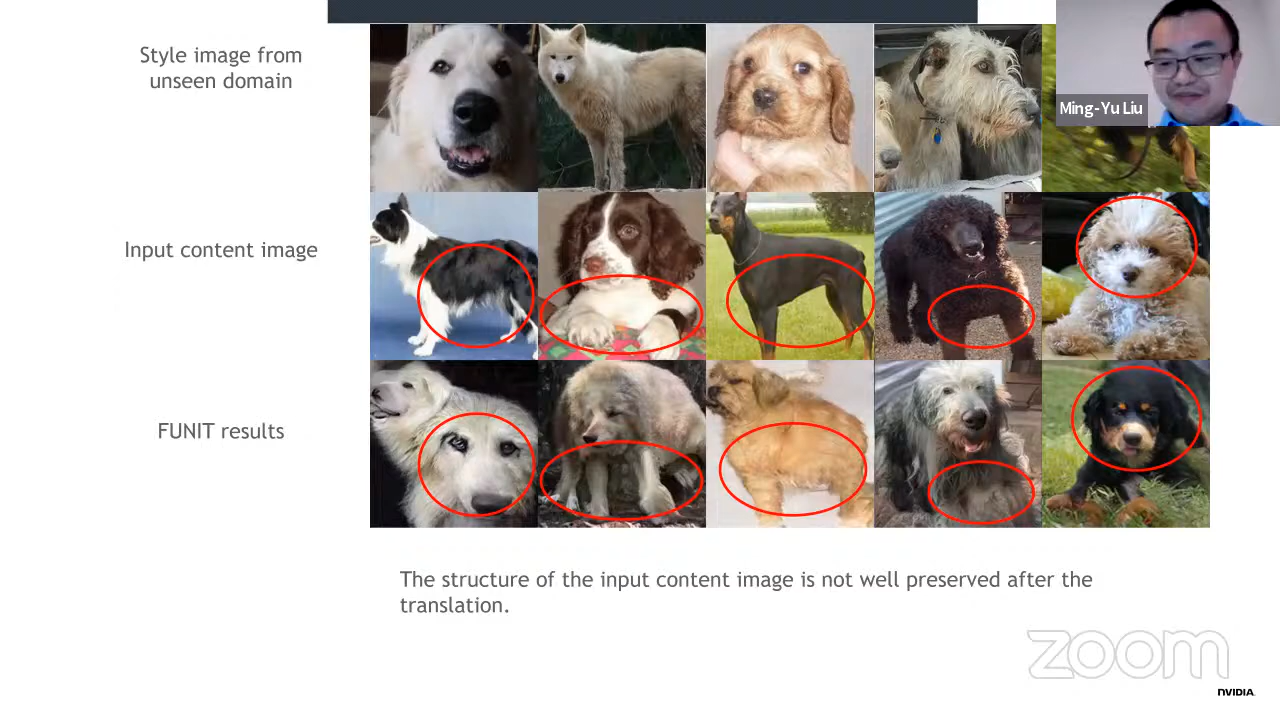 Style image from
unseen domain
Ming-Yu Liu
Input content image
FUNIT results
The structure of the input content image is not well preserved after the
translation.
zoom
NVIDIA.